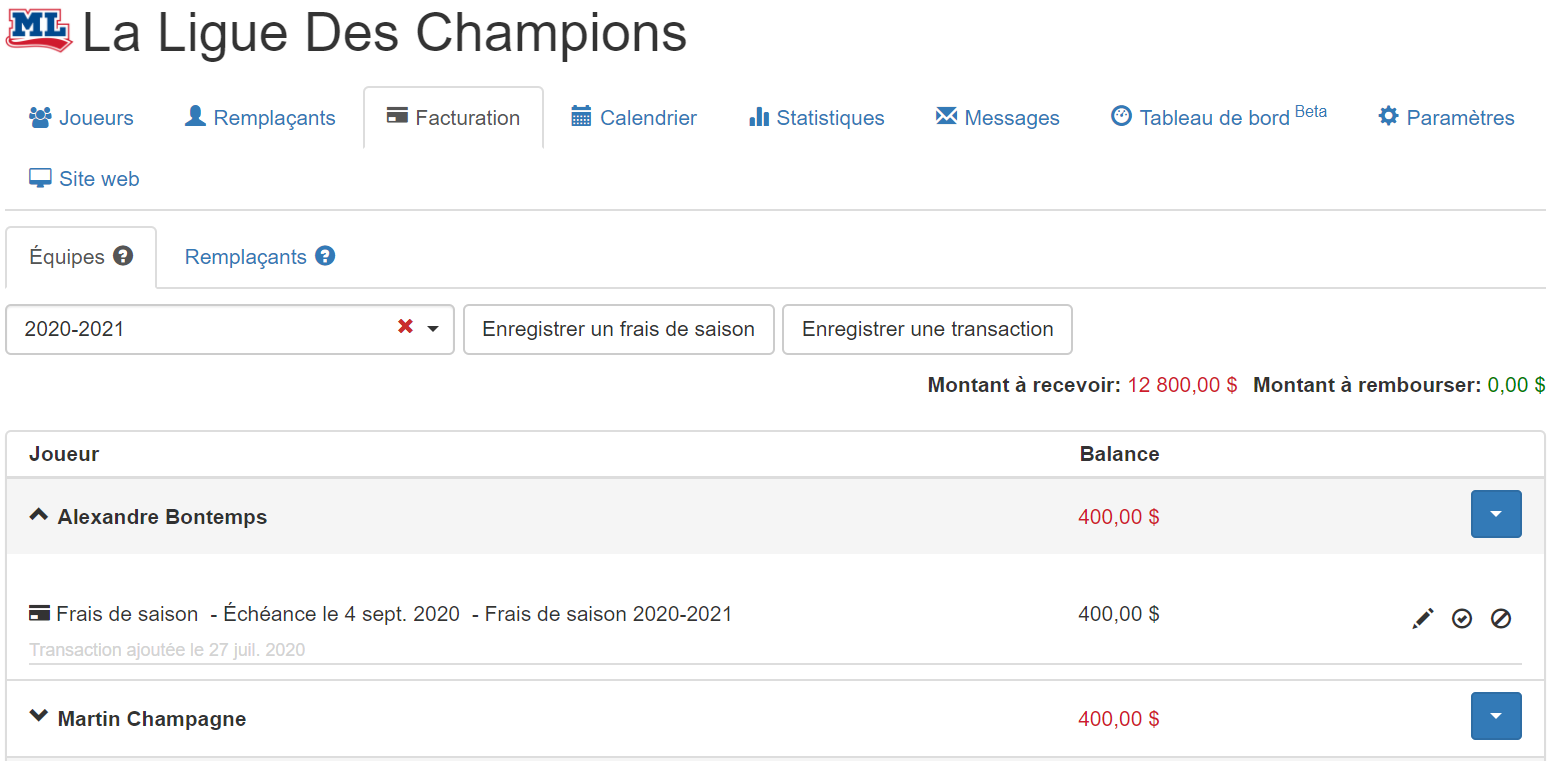 ML La Ligue Des Champions
Joueurs Remplaçants Facturation Calendrier Statistiques Messages Tableau de bord Beta Paramètres
Site web
Équipes ? Remplaçants ?
2020-2021 Enregistrer un frais de saison Enregistrer une transaction
Montant à recevoir: 12 800,00 $ Montant à rembourser: 0,00 $
Joueur Balance
Alexandre Bontemps 400,00 $
Frais de saison - Échéance le 4 sept. 2020 - Frais de saison 2020-2021 400,00 $
Transaction ajoutée le 27 juil. 2020
Martin Champagne 400,00 $